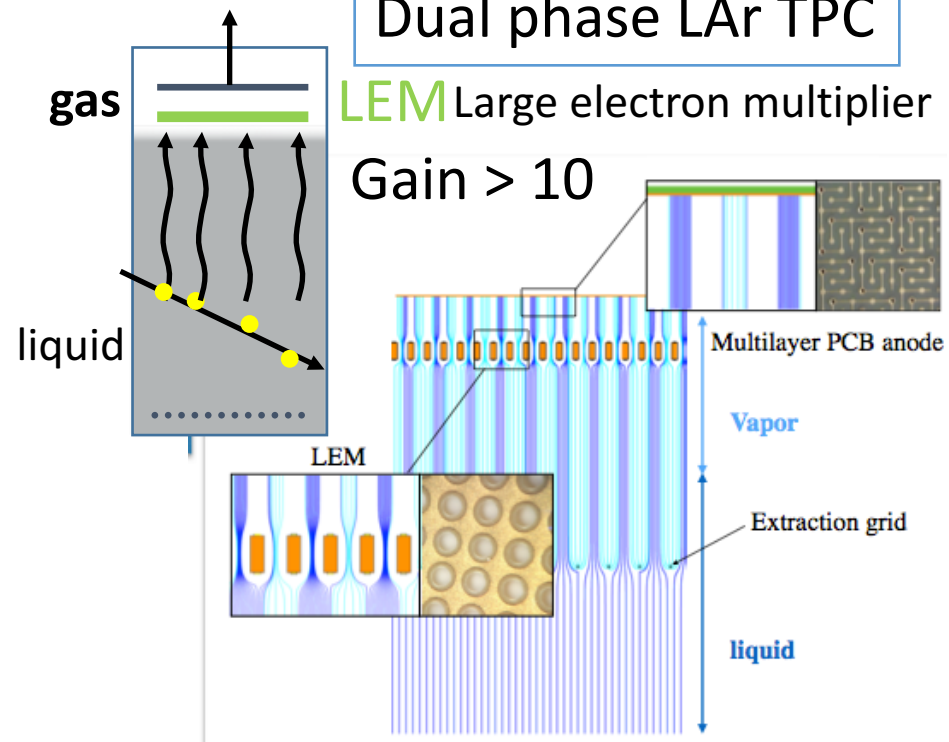 Dual phase LAr TPC
gas
LEM Large electron multiplier
Gain > 10
liquid
Multilayer PCB anode
Vapor
LEM
Extraction grid
liquid